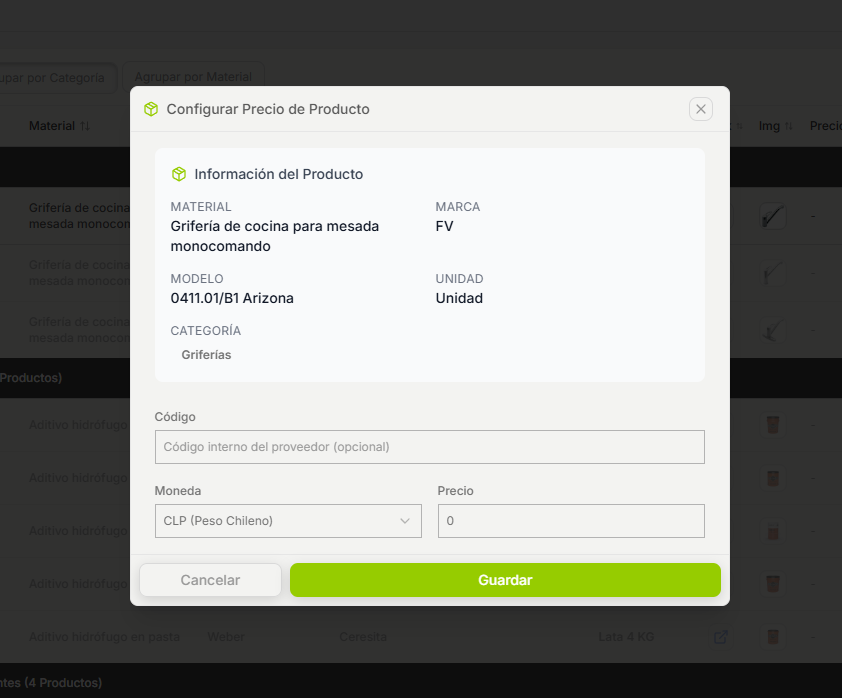 upar por Categoría
Agrupar por Material
Configurar Precio de Producto
Material
Img
Precio
Información del Producto
MATERIAL
MARCA
Grifería de cocina para mesada
monocomando
FV
Grifería de cocina
mesada monocom
-
MODELO
UNIDAD
0411.01/B1 Arizona
Unidad
Grifería de cocina
mesada monocom
-
CATEGORÍA
Griferías
Grifería de cocina
mesada monocom
-
Productos)
Código
Aditivo hidrófugo
-
Código interno del proveedor (opcional)
Aditivo hidrófugo
-
Moneda
Precio
CLP (Peso Chileno)
0
Aditivo hidrófugo
-
Cancelar
Guardar
Aditivo hidrófugo
-
Aditivo hidrófugo en pasta
Weber
Ceresita
Lata 4 KG
-
ntes (4 Productos)